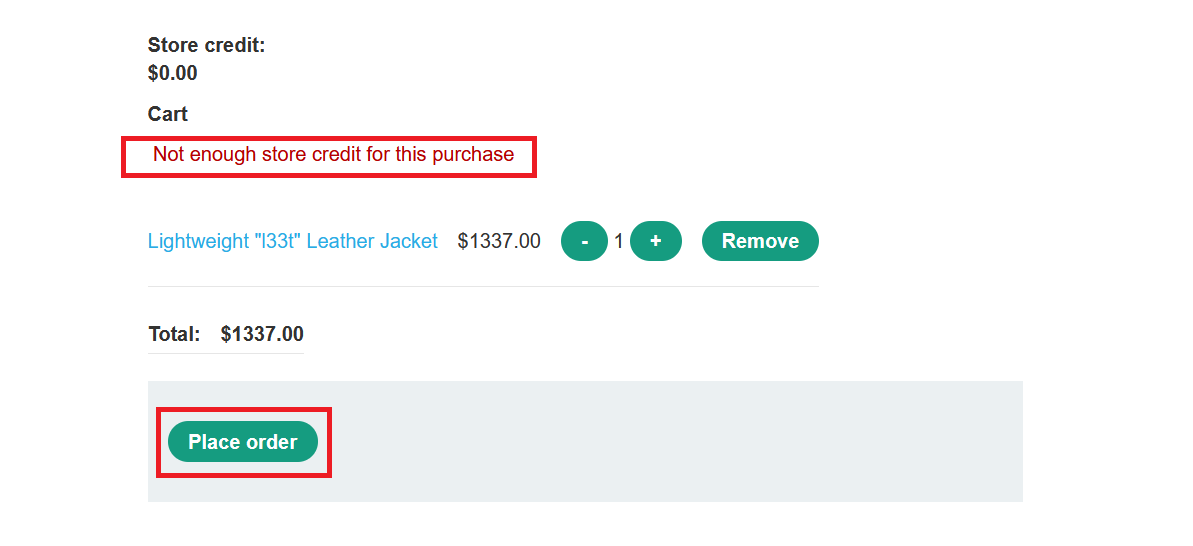 Store credit:
$0.00
Cart
Not enough store credit for this purchase
Lightweight "l33t" Leather Jacket $1337.00 - 1 + Remove
Total: $1337.00
Place order